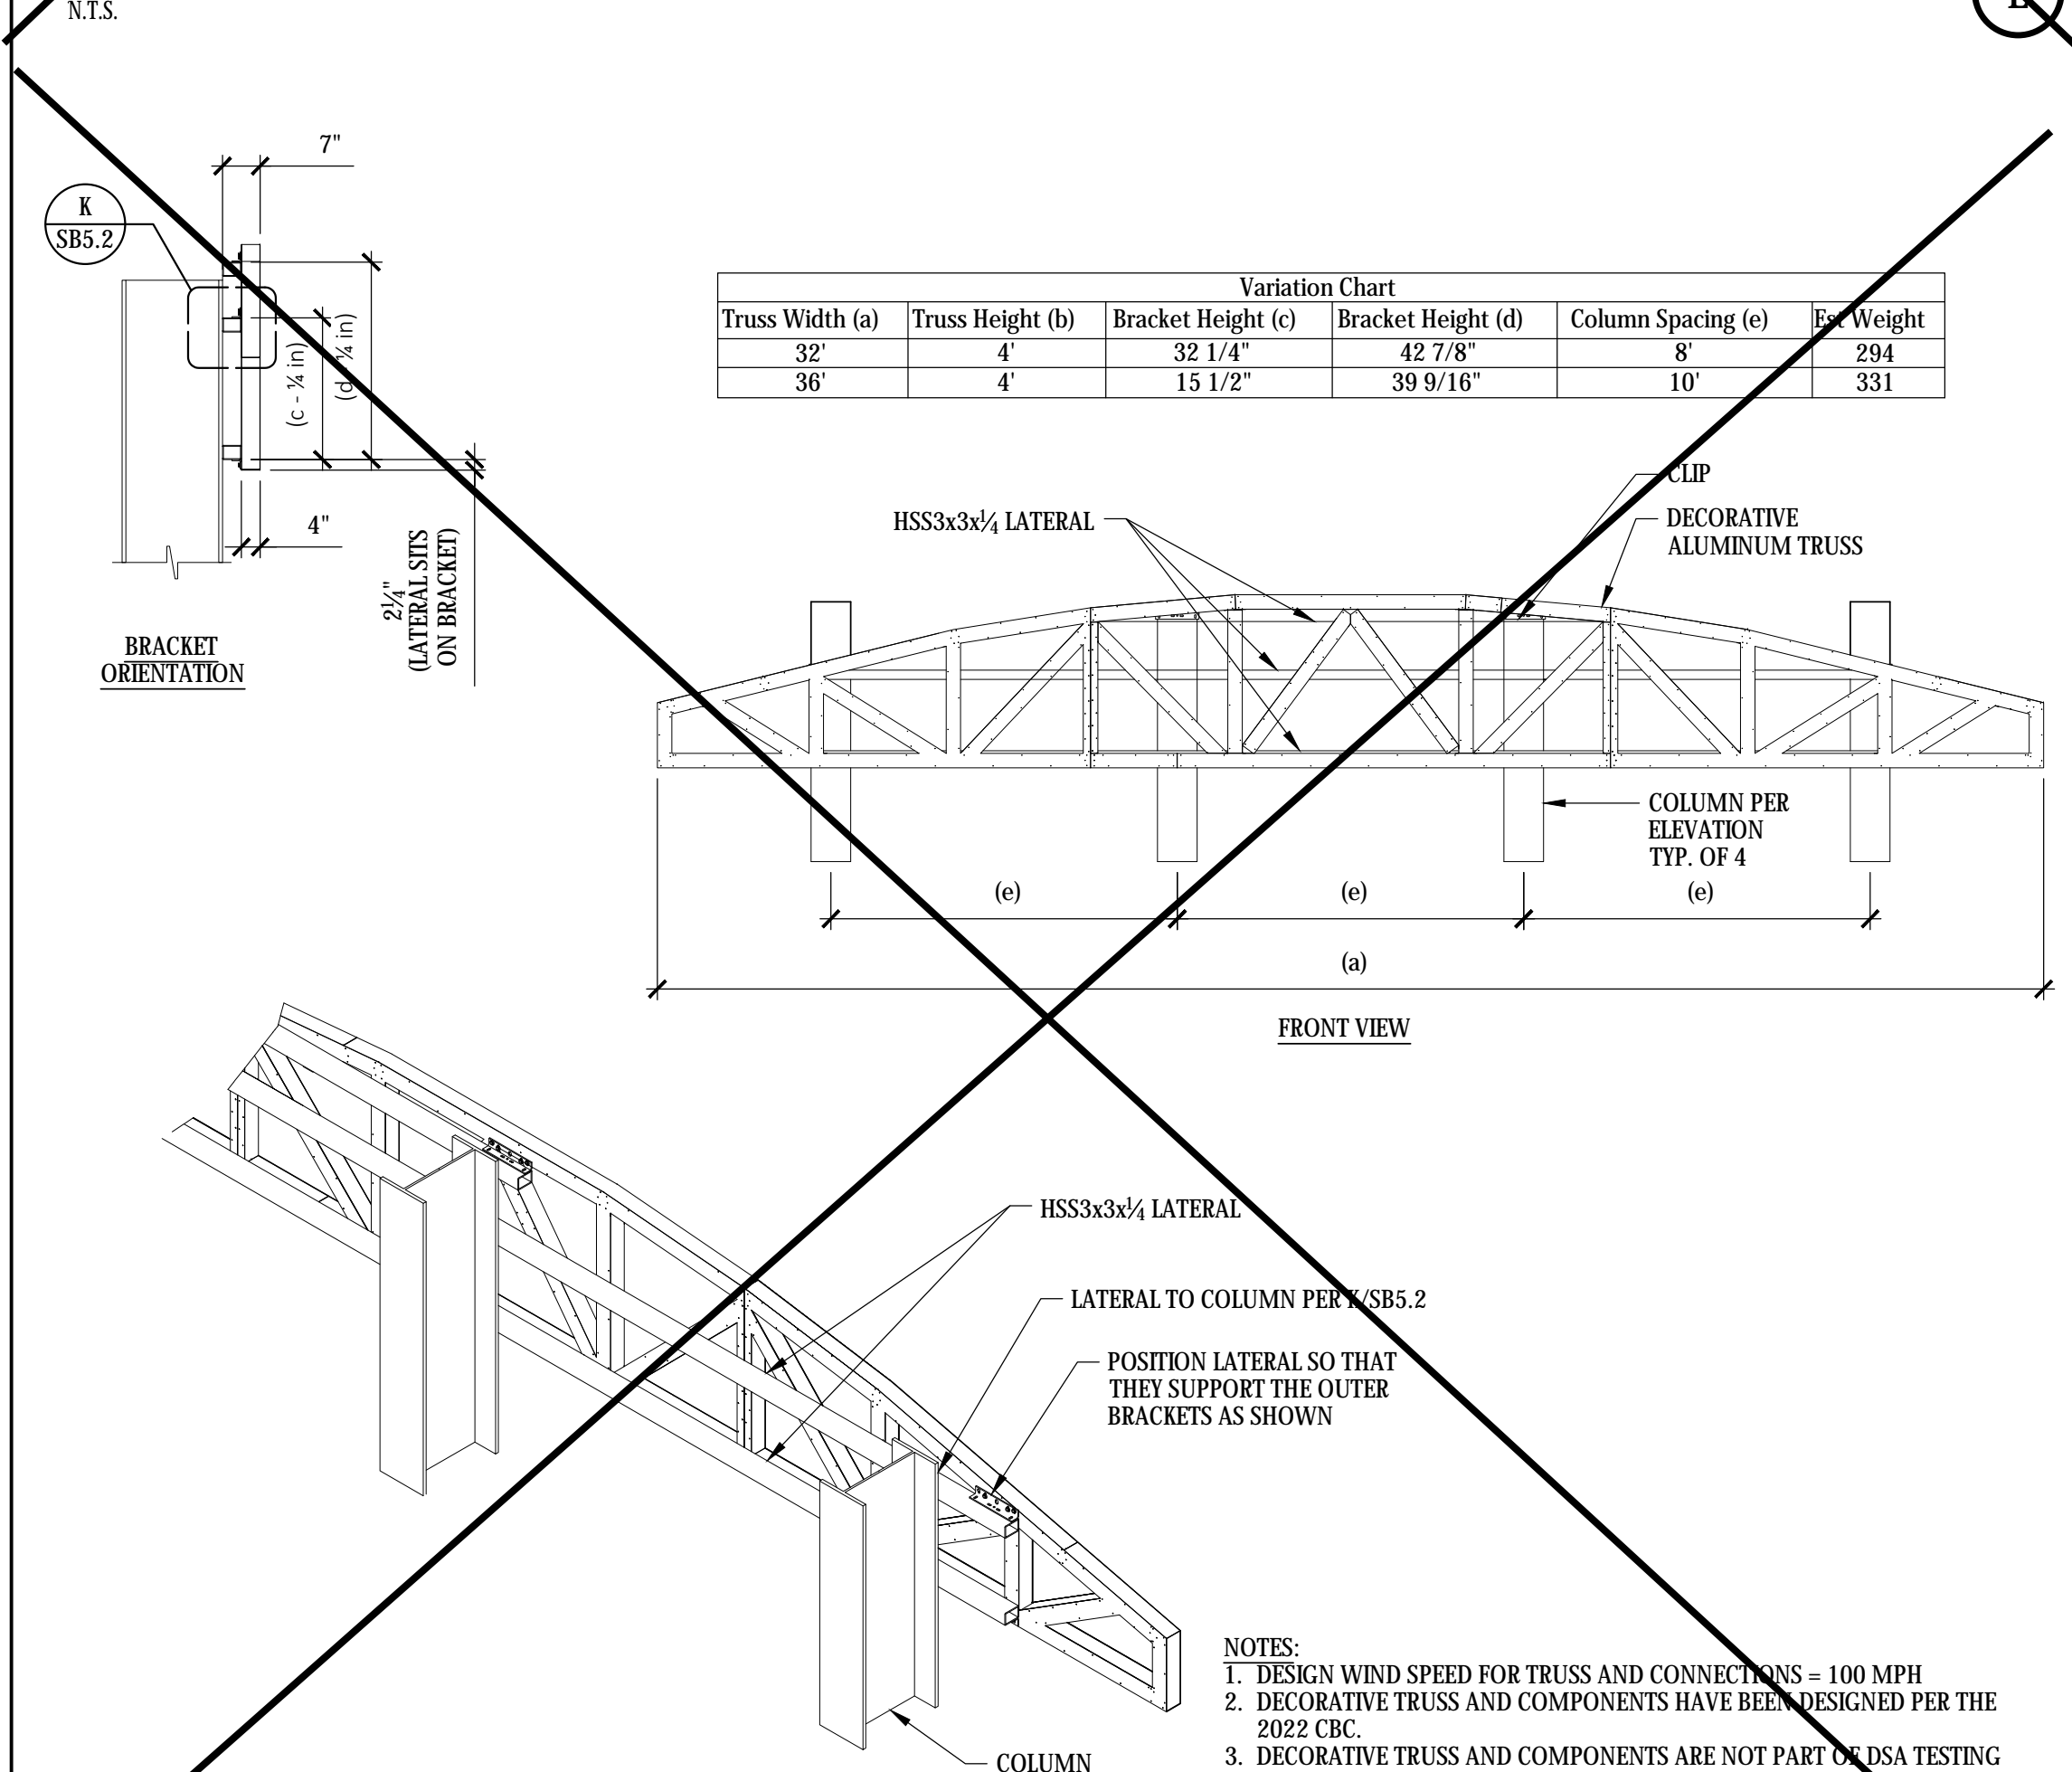 N.T.S.
7"
K
SB5.2
(c - ¼ in)
4"
2¼"
(LATERAL SITS
ON BRACKET)
BRACKET
ORIENTATION
Variation Chart
Truss Width (a) Truss Height (b) Bracket Height (c) Bracket Height (d) Column Spacing (e) Est Weight
32' 4' 32 1/4" 42 7/8" 8' 294
36' 4' 15 1/2" 39 9/16" 10' 331
CLIP
HSS3x3x¼ LATERAL
DECORATIVE
ALUMINUM TRUSS
COLUMN PER
ELEVATION
TYP. OF 4
(e) (e) (e)
(a)
FRONT VIEW
HSS3x3x¼ LATERAL
LATERAL TO COLUMN PER K/SB5.2
POSITION LATERAL SO THAT
THEY SUPPORT THE OUTER
BRACKETS AS SHOWN
COLUMN
NOTES:
1. DESIGN WIND SPEED FOR TRUSS AND CONNECTIONS = 100 MPH
2. DECORATIVE TRUSS AND COMPONENTS HAVE BEEN DESIGNED PER THE
2022 CBC.
3. DECORATIVE TRUSS AND COMPONENTS ARE NOT PART OF DSA TESTING